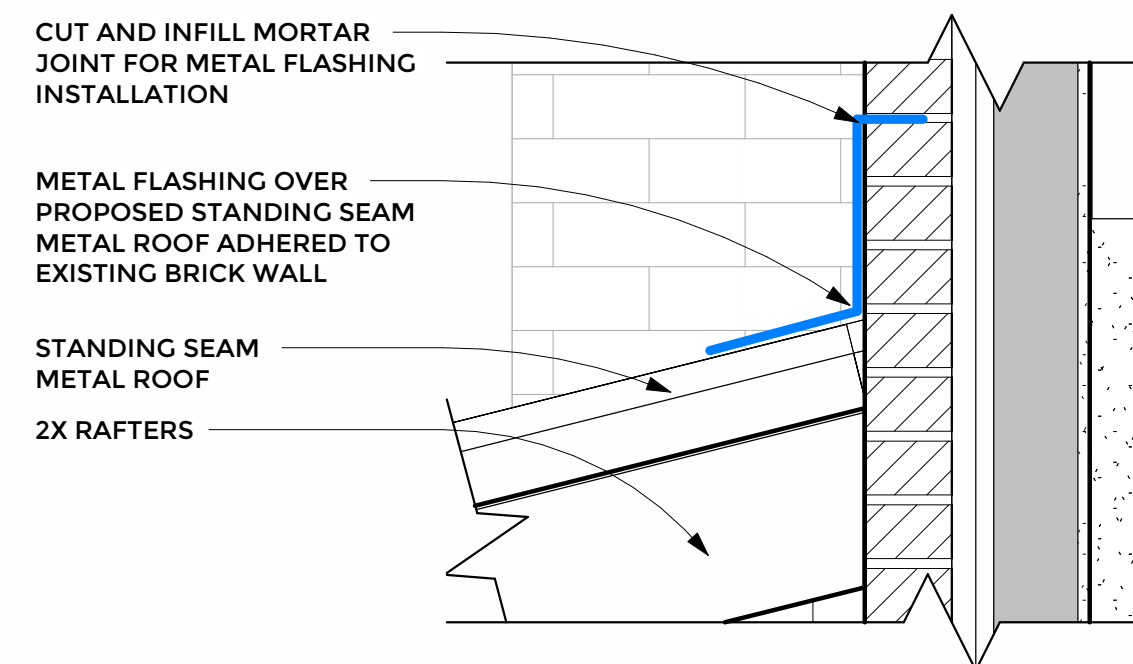 CUT AND INFILL MORTAR
JOINT FOR METAL FLASHING
INSTALLATION
METAL FLASHING OVER
PROPOSED STANDING SEAM
METAL ROOF ADHERED TO
EXISTING BRICK WALL
STANDING SEAM
METAL ROOF
2X RAFTERS